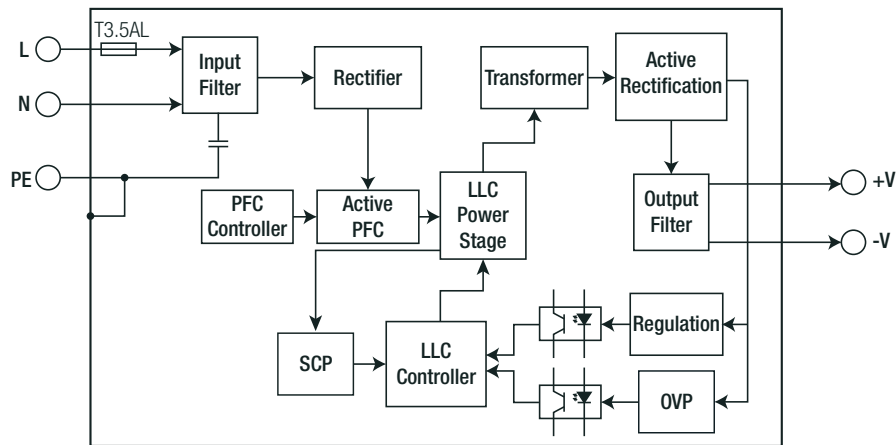 L
T3.5AL
N
PE
Input
Filter
Rectifier
Transformer
Active
Rectification
PFC
Controller
Active
PFC
LLC
Power
Stage
Output
Filter
+V
-V
SCP
LLC
Controller
Regulation
OVP